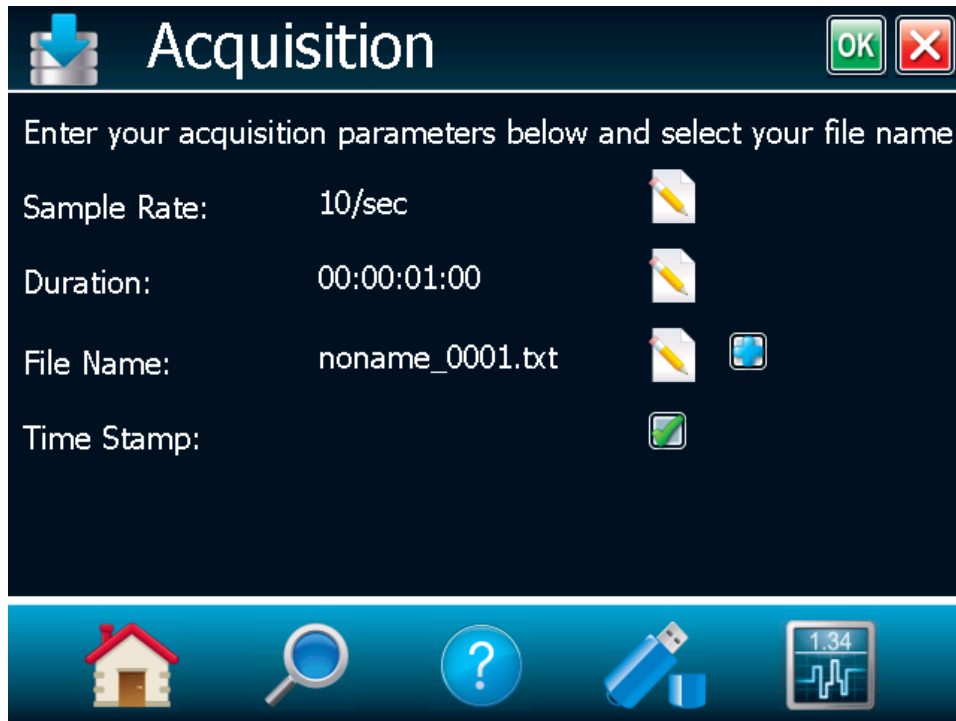 Acquisition
OK
Enter your acquisition parameters below and select your file name
Sample Rate: 10/sec
Duration: 00:00:01:00
File Name: noname_0001.txt
Time Stamp:
?
1.34